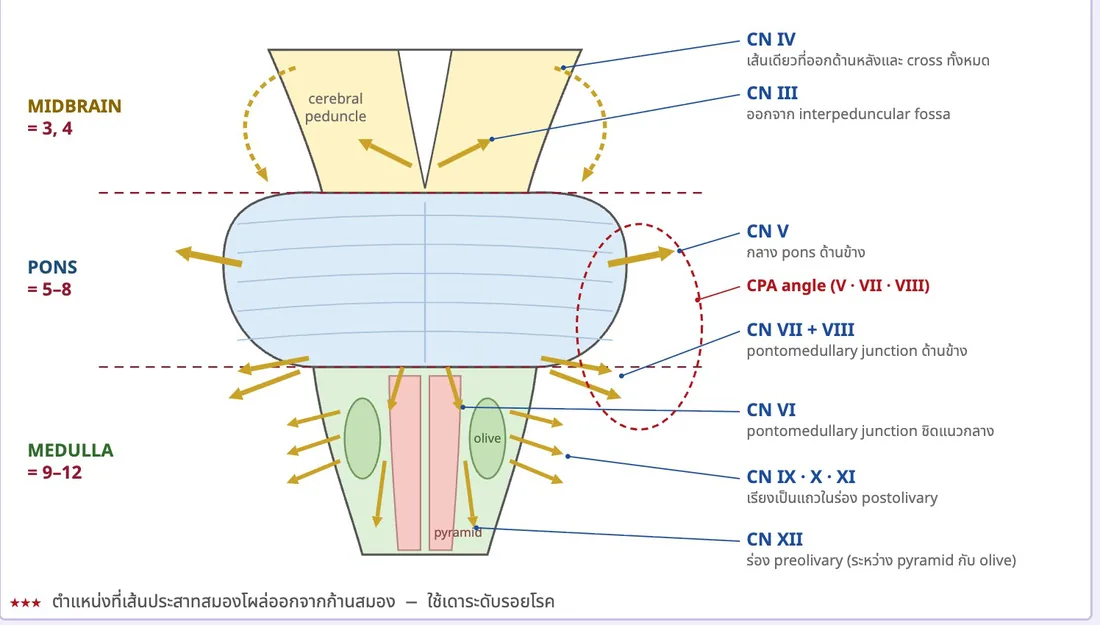 CN IV
เส้นเดียวที่ออกด้านหลังและ cross ทั้งหมด
CN III
ออกจาก interpeduncular fossa
cerebral
peduncle
MIDBRAIN
= 3, 4
CN V
กลาง pons ด้านข้าง
PONS
= 5–8
CPA angle (V · VII · VIII)
CN VII + VIII
pontomedullary junction ด้านข้าง
CN VI
pontomedullary junction ชิดแนวกลาง
olive
MEDULLA
= 9–12
CN IX · X · XI
เรียงเป็นแถวในร่อง postolivary
pyramid
CN XII
ร่อง preolivary (ระหว่าง pyramid กับ olive)
★★★ ตำแหน่งที่เส้นประสาทสมองโผล่ออกจากก้านสมอง — ใช้เดาระดับรอยโรค